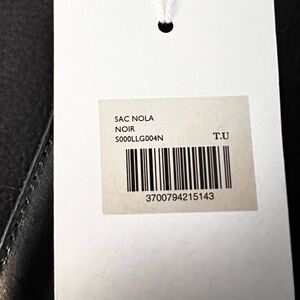 SAC NOLA
NOIR
S000LLG004N T.U
3700794215143